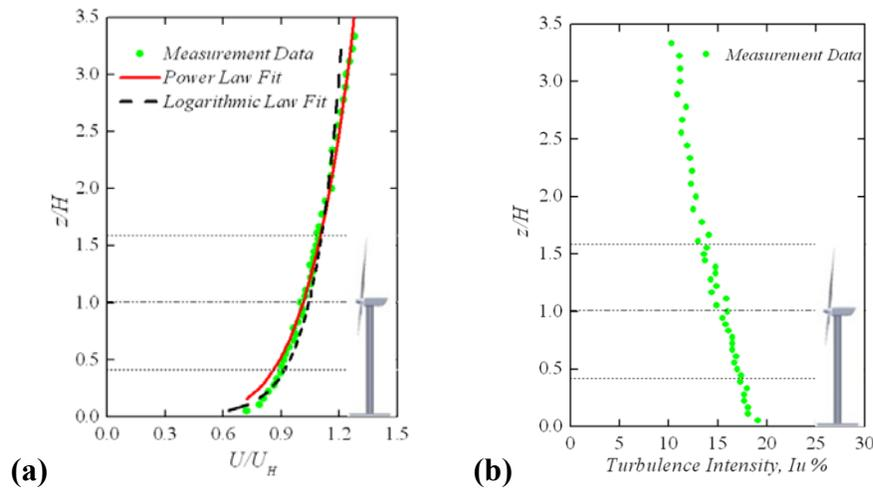 3.5
3.0
2.5
2.0
1.5
1.0
0.5
0.0
z/H
Measurement Data
Power Law Fit
Logarithmic Law Fit
0.0 0.3 0.6 0.9 1.2 1.5
U/U_H
(a)
3.5
3.0
2.5
2.0
1.5
1.0
0.5
0.0
z/H
Measurement Data
0 5 10 15 20 25 30
Turbulence Intensity, Iu %
(b)